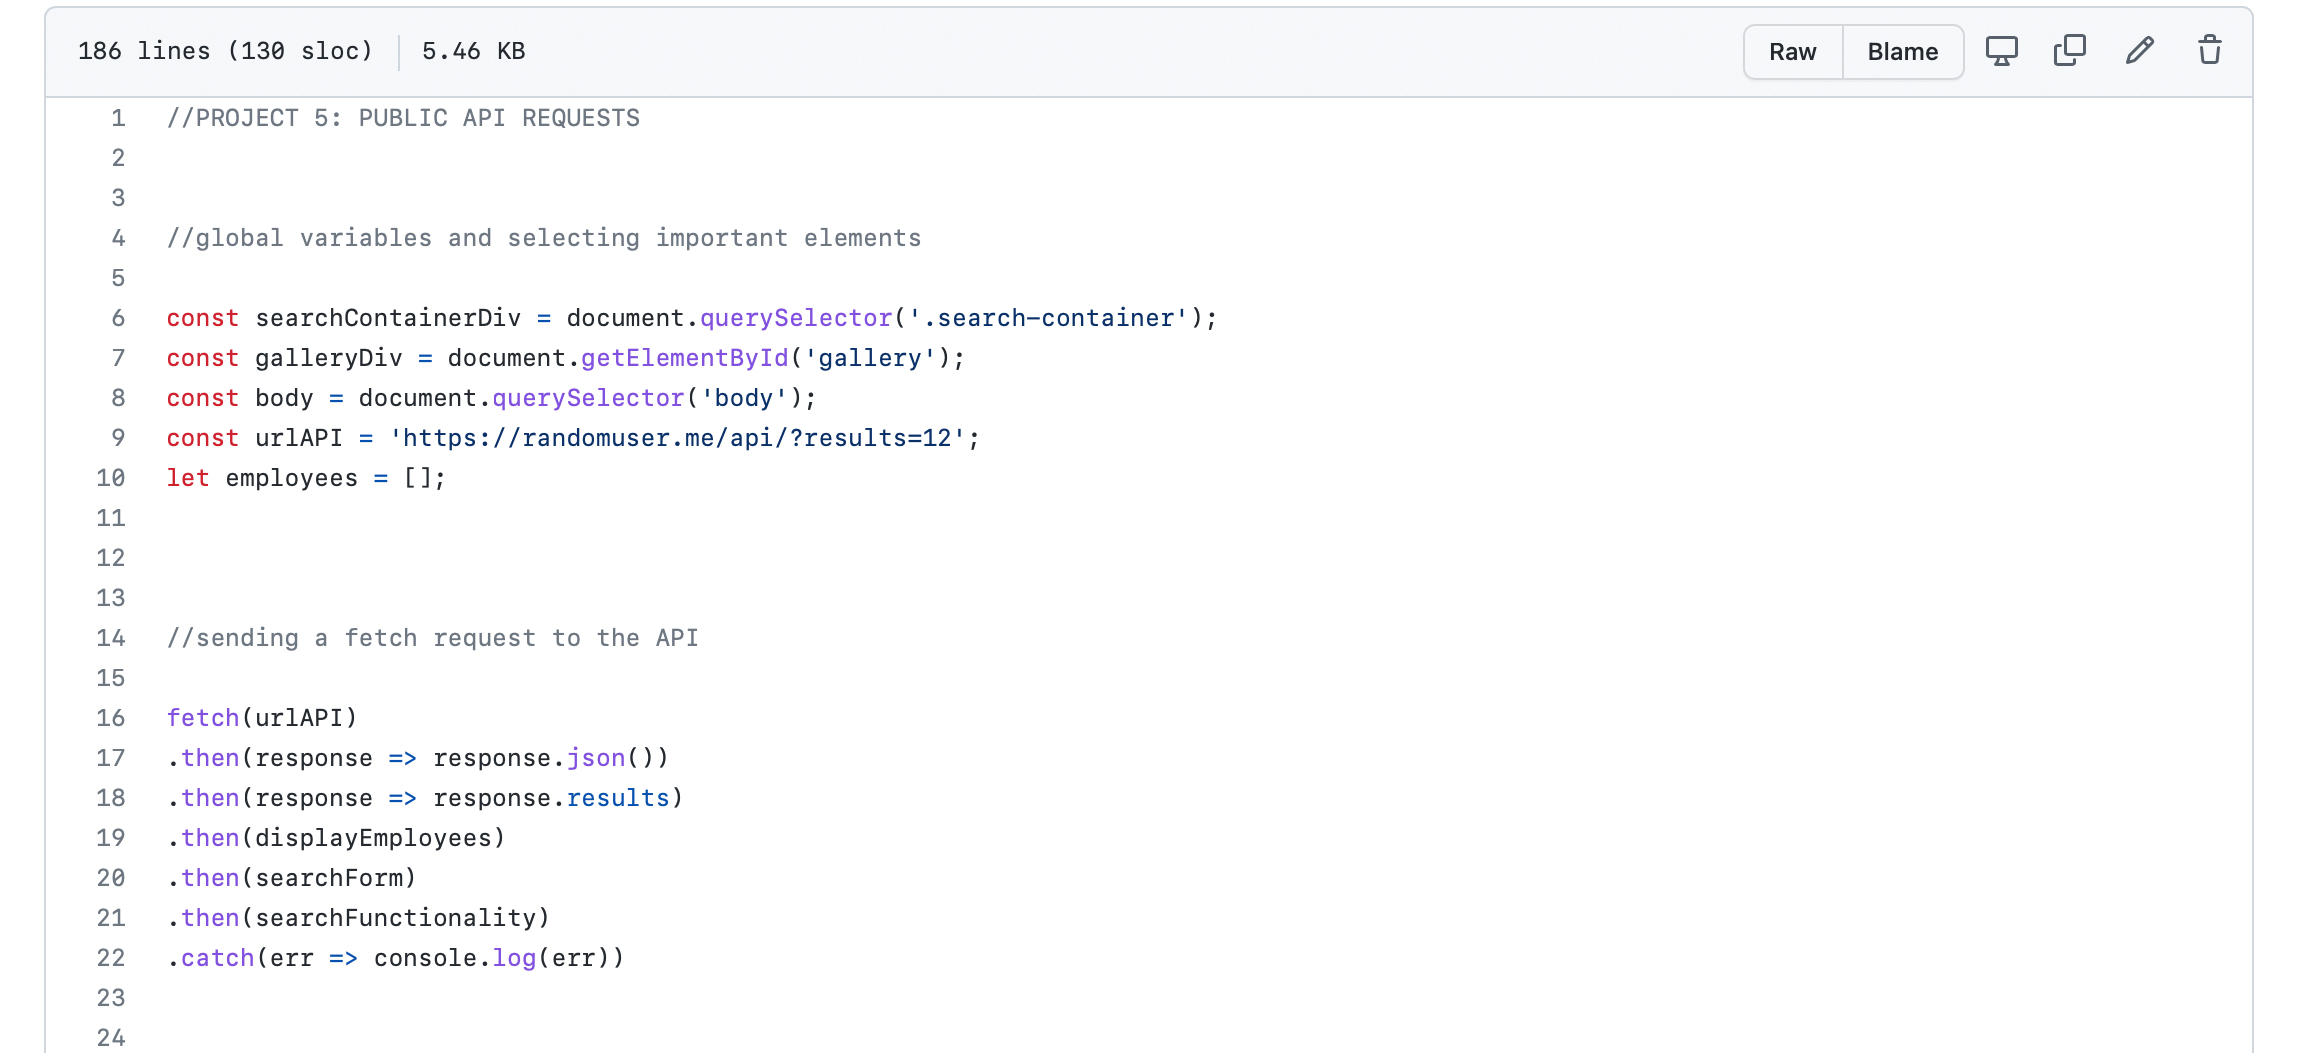 186 lines (130 sloc) 5.46 KB Raw Blame
1 //PROJECT 5: PUBLIC API REQUESTS
2
3
4 //global variables and selecting important elements
5
6 const searchContainerDiv = document.querySelector('.search-container');
7 const galleryDiv = document.getElementById('gallery');
8 const body = document.querySelector('body');
9 const urlAPI = 'https://randomuser.me/api/?results=12';
10 let employees = [];
11
12
13
14 //sending a fetch request to the API
15
16 fetch(urlAPI)
17 .then(response => response.json())
18 .then(response => response.results)
19 .then(displayEmployees)
20 .then(searchForm)
21 .then(searchFunctionality)
22 .catch(err => console.log(err))
23
24